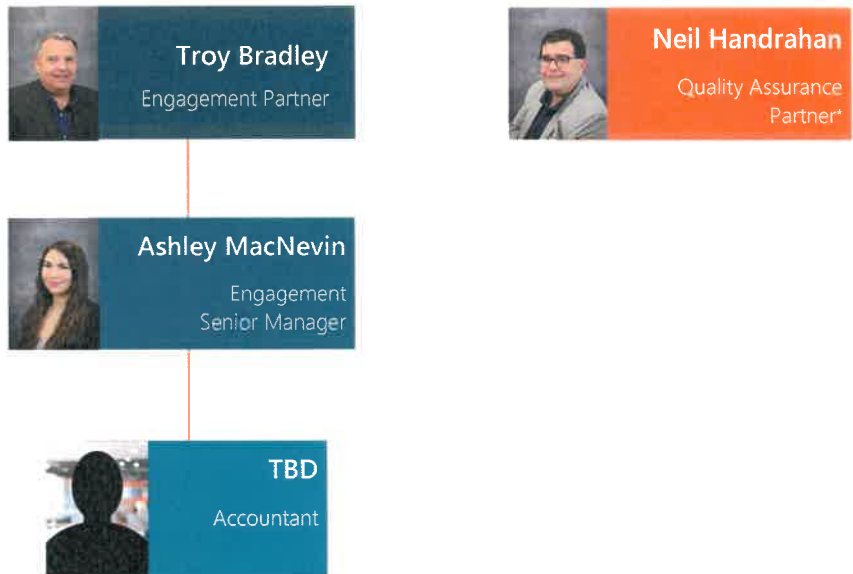 Troy Bradley
Engagement Partner
Neil Handrahan
Quality Assurance
Partner*
Ashley MacNevin
Engagement
Senior Manager
TBD
Accountant